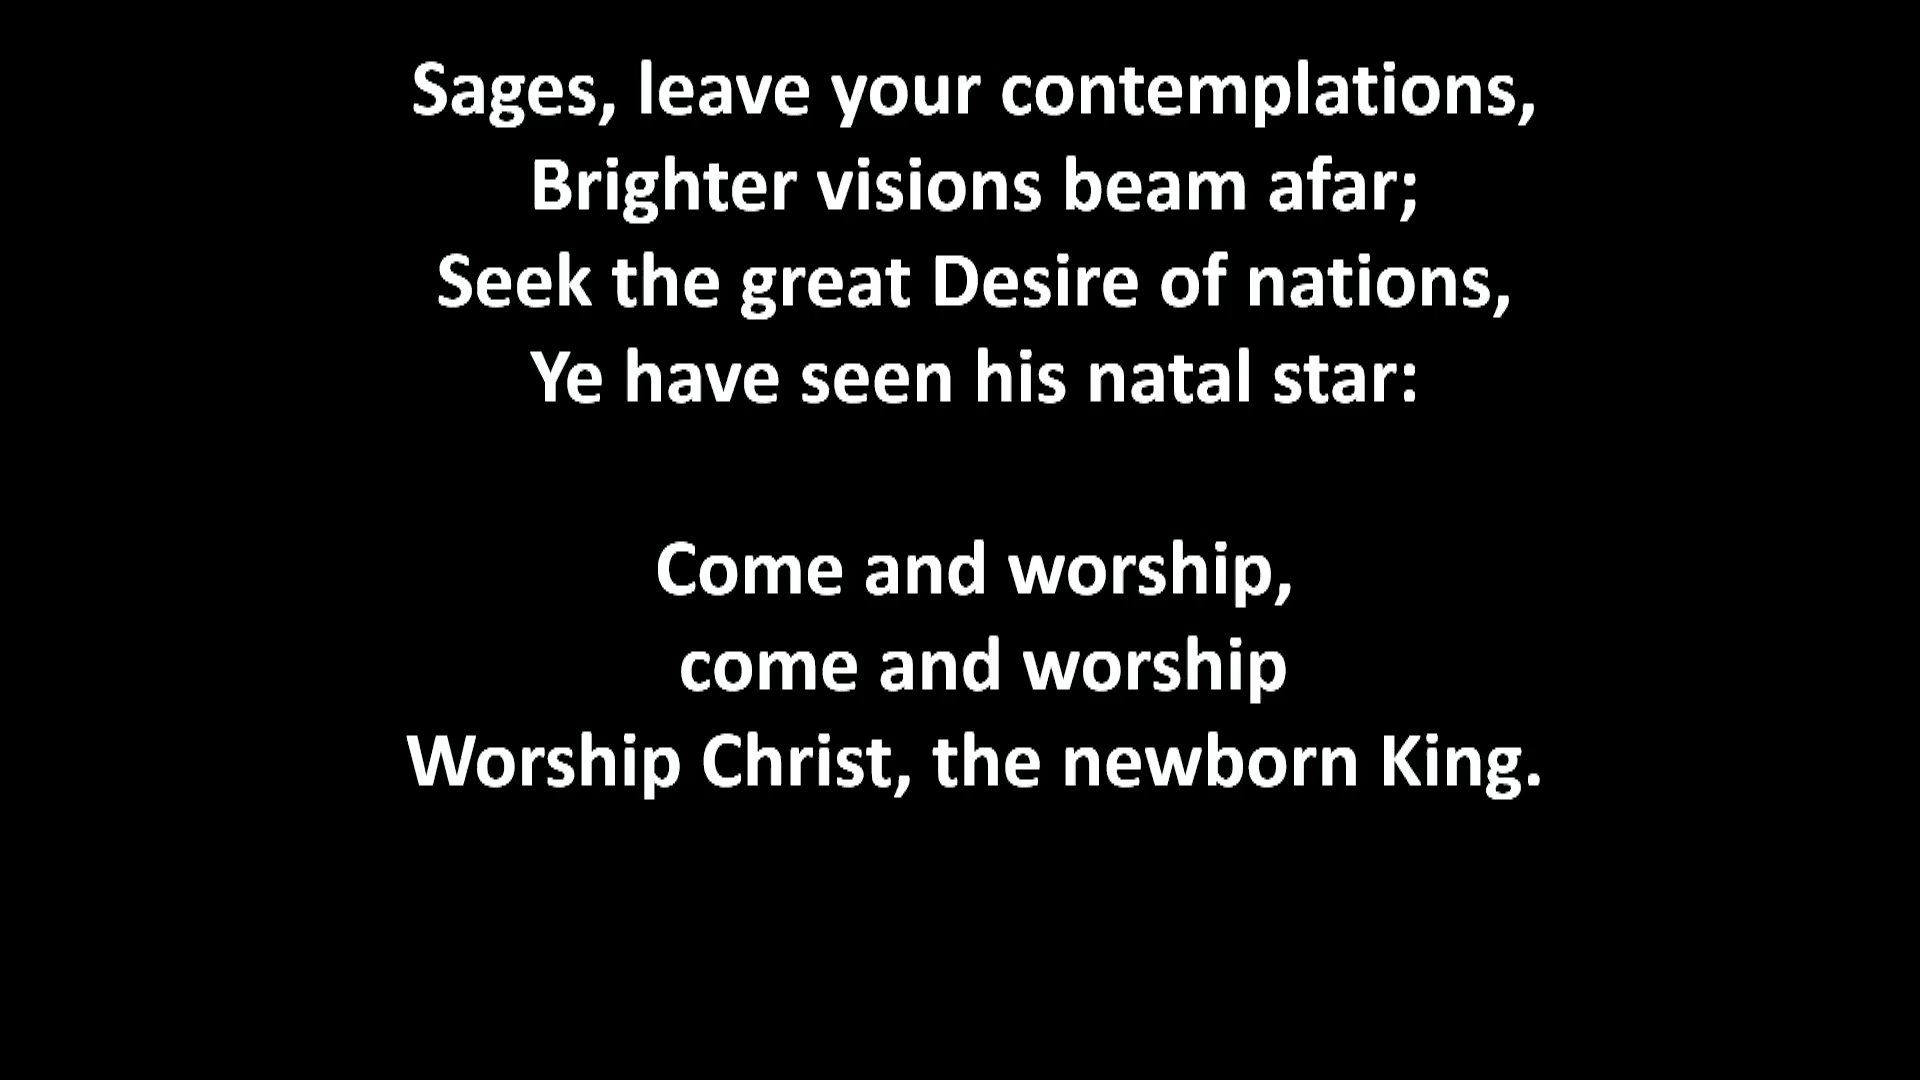 Sages, leave your contemplations,
Brighter visions beam afar;
Seek the great Desire of nations,
Ye have seen his natal star:
Come and worship,
come and worship
Worship Christ, the newborn King.